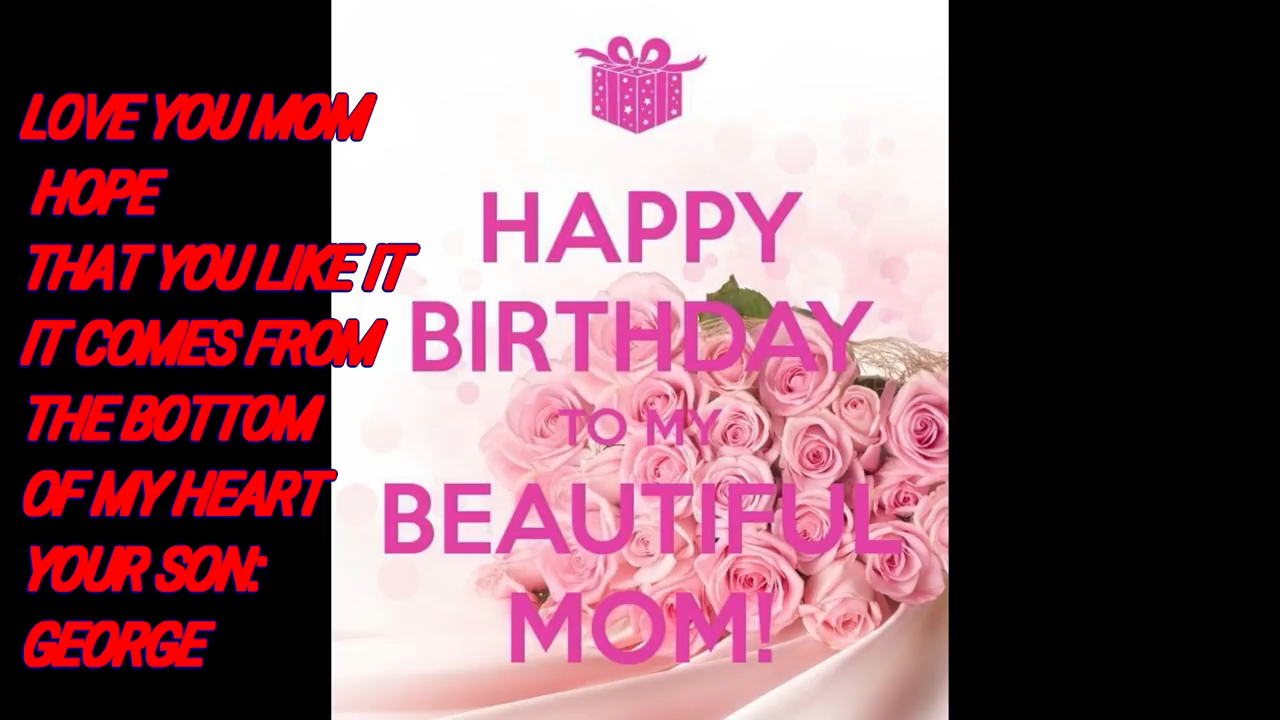 LOVE YOU MOM
HOPE
THAT YOU LIKE IT
IT COMES FROM
THE BOTTOM
OF MY HEART
YOUR SON:
GEORGE
HAPPY
BIRTHDAY
TO MY
BEAUTIFUL
MOM!